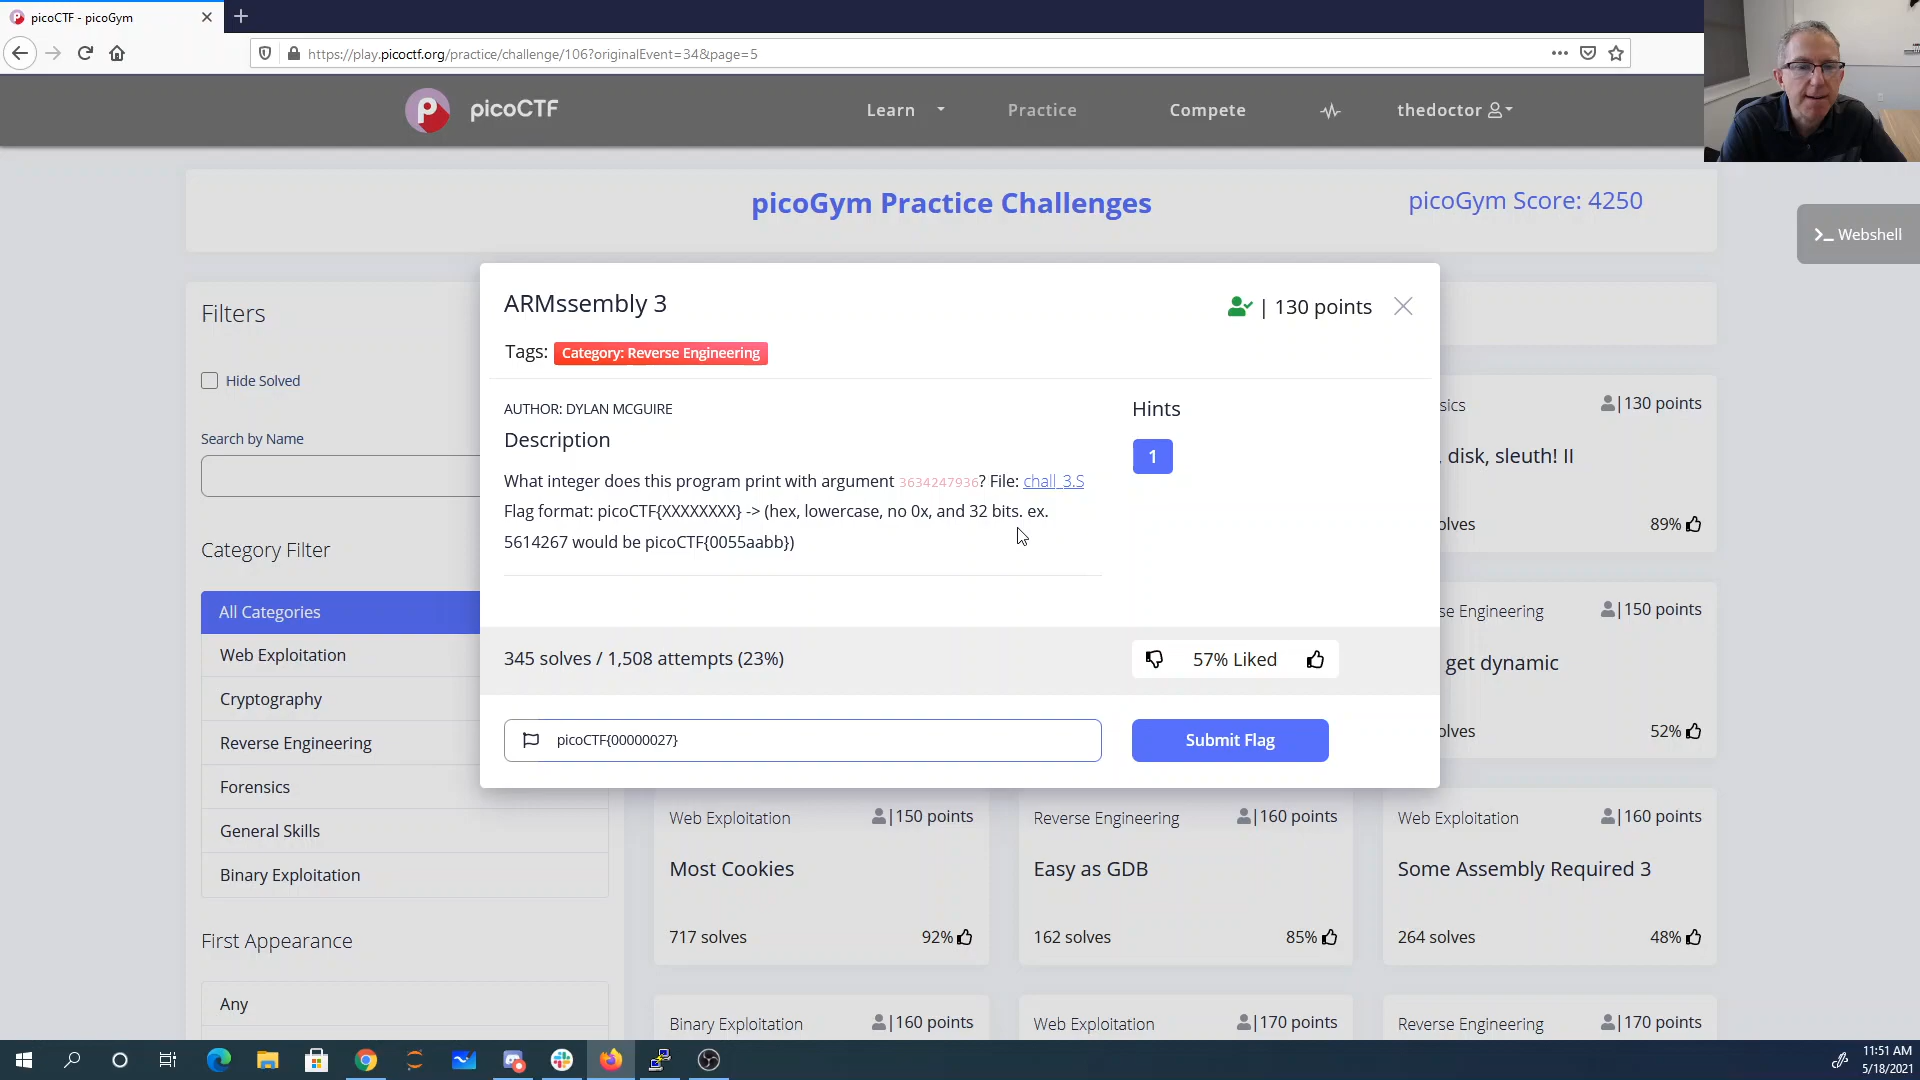 picoCTF - picoGym
https://play.picoctf.org/practice/challenge/106?originalEvent=34&page=5
picoCTF
Learn
Practice
Compete
thedoctor
picoGym Practice Challenges
picoGym Score: 4250
Webshell
Filters
Hide Solved
Search by Name
Category Filter
All Categories
Web Exploitation
Cryptography
Reverse Engineering
Forensics
General Skills
Binary Exploitation
First Appearance
Any
ARMssembly 3
| 130 points
Tags: Category: Reverse Engineering
AUTHOR: DYLAN MCGUIRE
Description
What integer does this program print with argument 3634247936? File: chall_3.S
Flag format: picoCTF{XXXXXXXX} -> (hex, lowercase, no 0x, and 32 bits. ex.
5614267 would be picoCTF{0055aabb})
Hints
1
345 solves / 1,508 attempts (23%)
57% Liked
picoCTF{00000027}
Submit Flag
sics
|130 points
, disk, sleuth! II
olves
89%
se Engineering
|150 points
get dynamic
olves
52%
Web Exploitation
|150 points
Most Cookies
717 solves
92%
Reverse Engineering
|160 points
Easy as GDB
162 solves
85%
Web Exploitation
|160 points
Some Assembly Required 3
264 solves
48%
Binary Exploitation
|160 points
Web Exploitation
|170 points
Reverse Engineering
|170 points
11:51 AM
5/18/2021